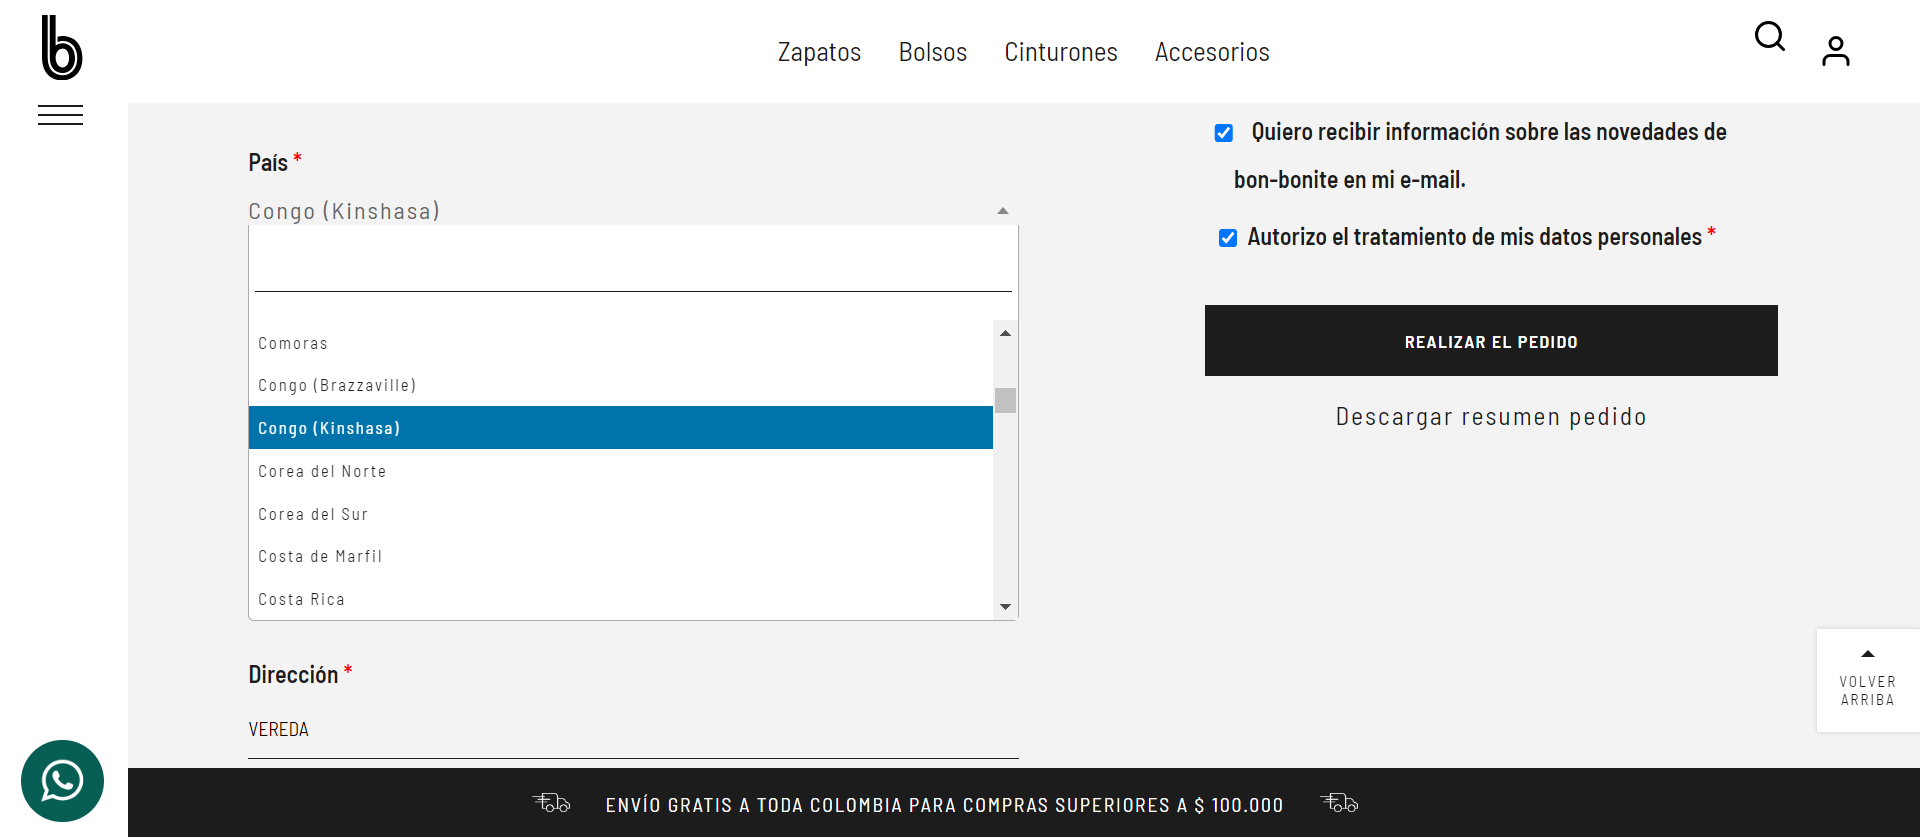 b
Zapatos Bolsos Cinturones Accesorios
País *
Congo (Kinshasa)
Comoras
Congo (Brazzaville)
Congo (Kinshasa)
Corea del Norte
Corea del Sur
Costa de Marfil
Costa Rica
Dirección *
VEREDA
Quiero recibir información sobre las novedades de
bon-bonite en mi e-mail.
Autorizo el tratamiento de mis datos personales *
REALIZAR EL PEDIDO
Descargar resumen pedido
VOLVER
ARRIBA
ENVÍO GRATIS A TODA COLOMBIA PARA COMPRAS SUPERIORES A $ 100.000